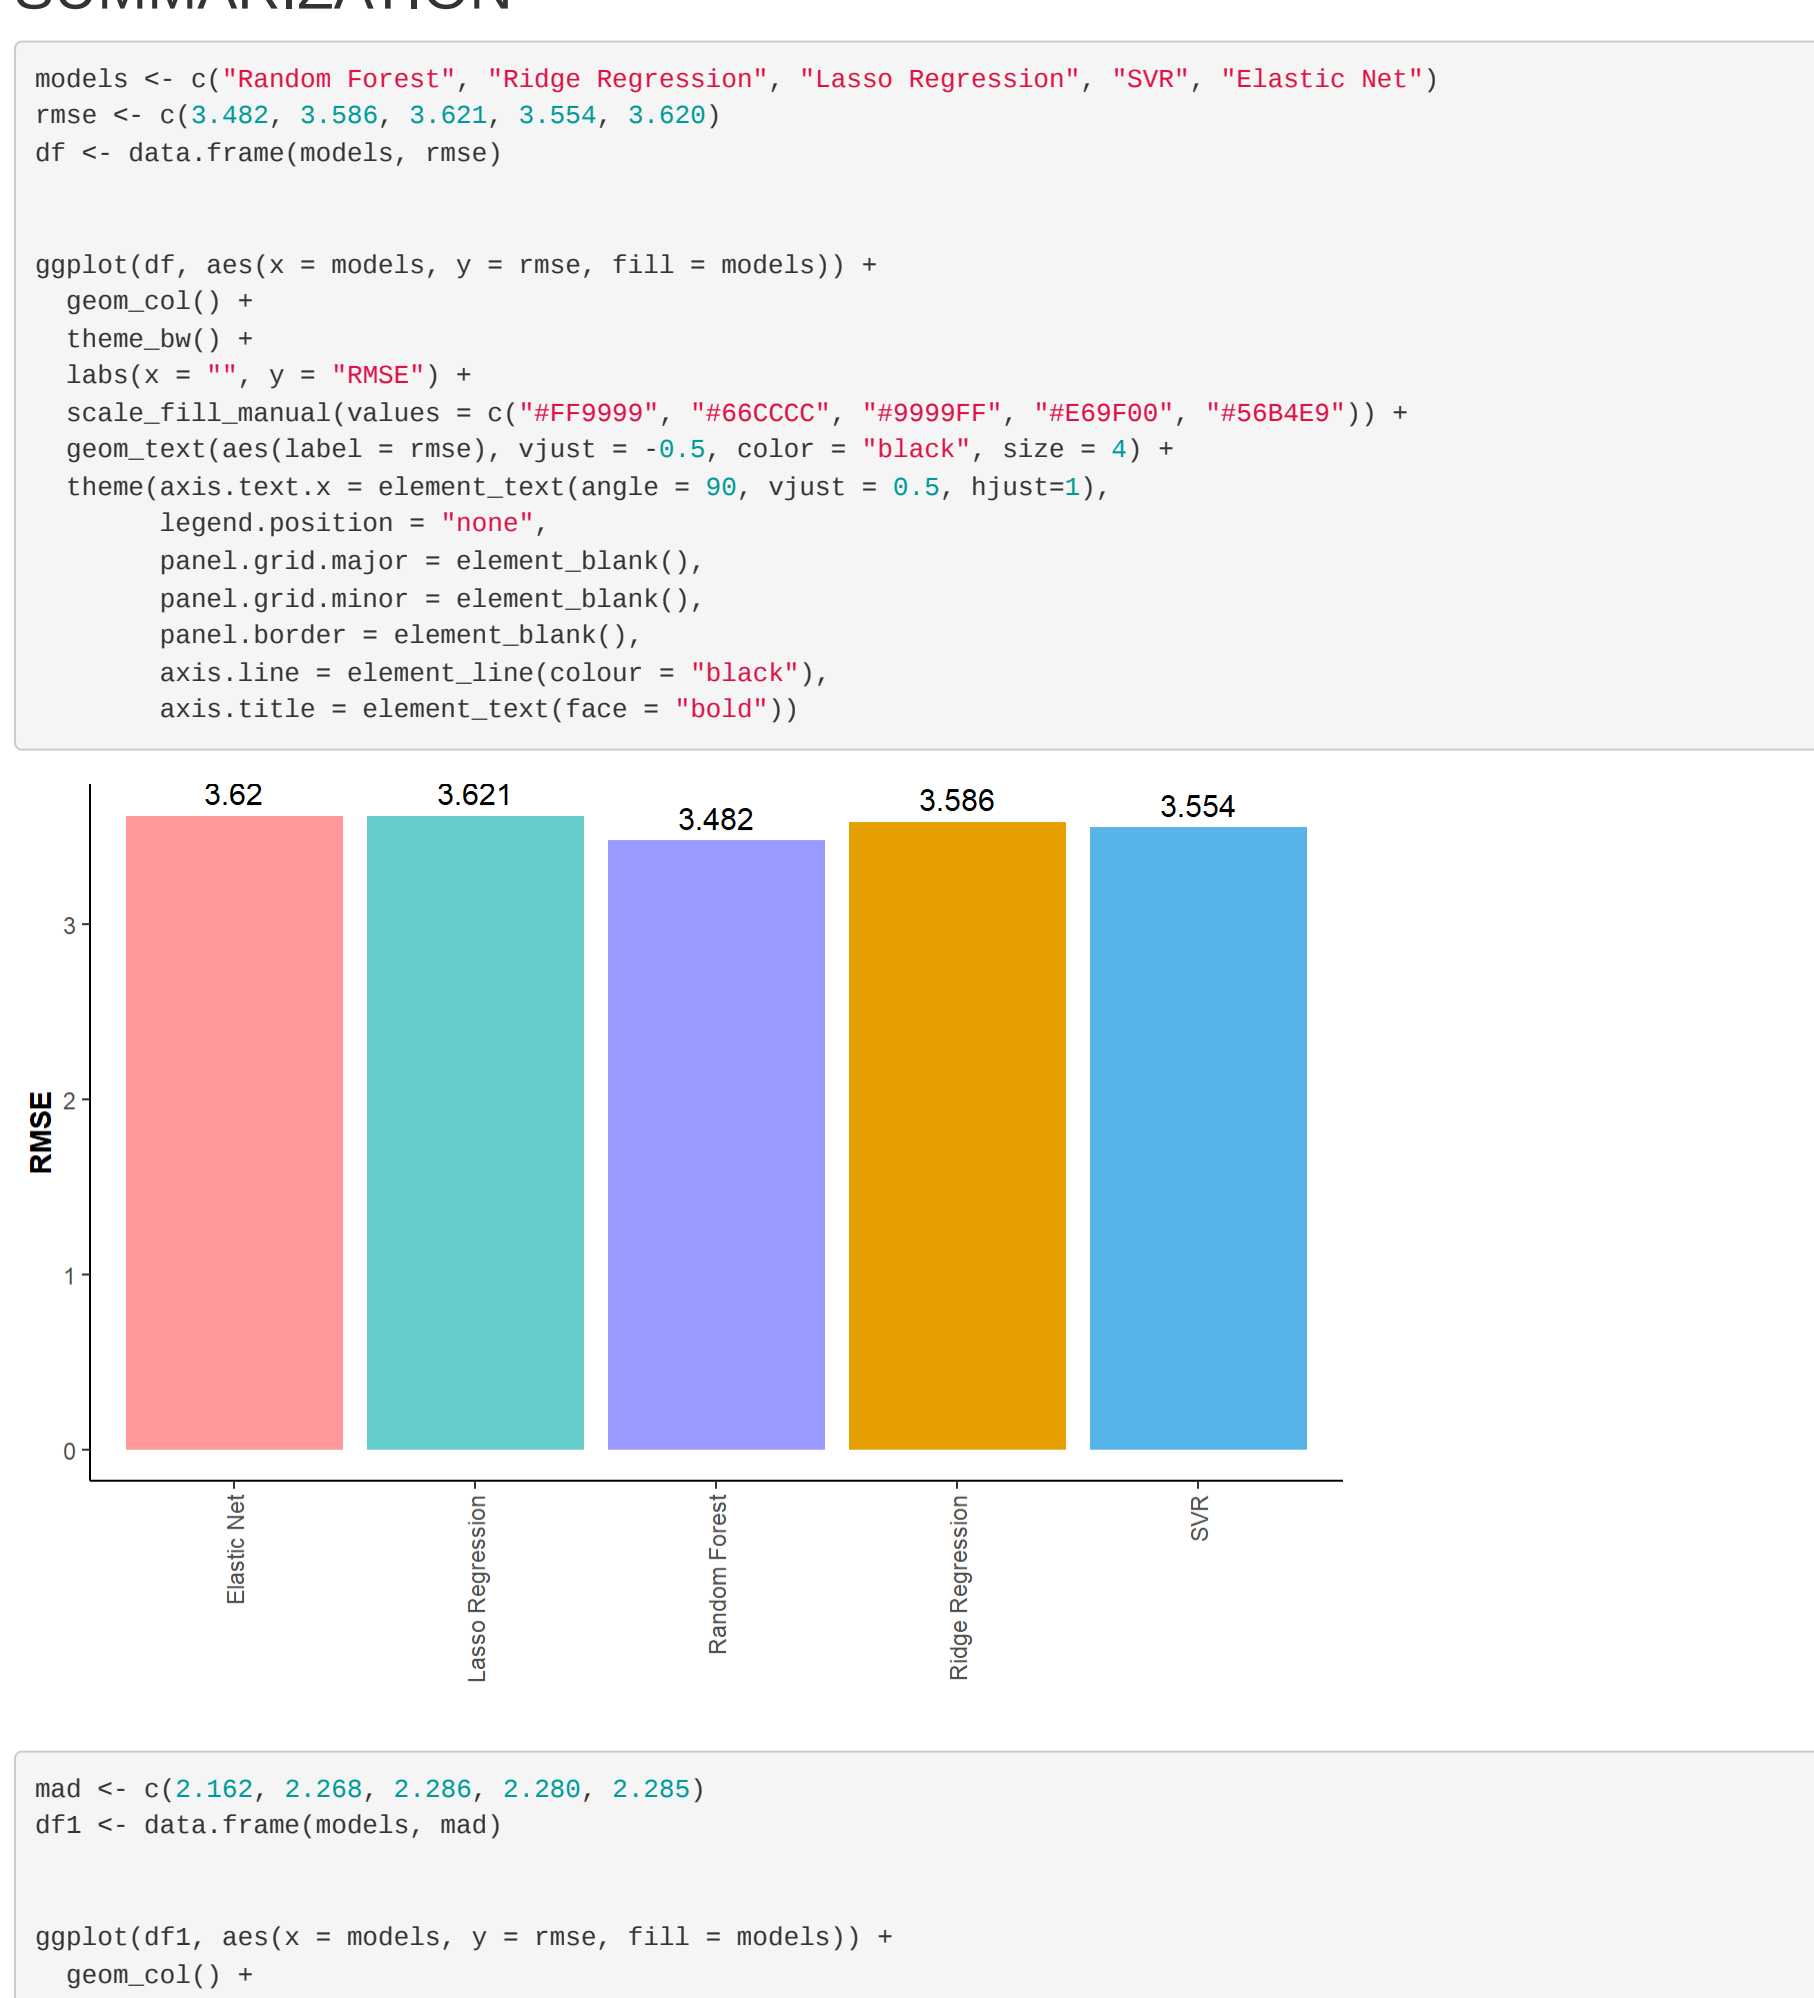 SUMMARIZATION
models <- c("Random Forest", "Ridge Regression", "Lasso Regression", "SVR", "Elastic Net")
rmse <- c(3.482, 3.586, 3.621, 3.554, 3.620)
df <- data.frame(models, rmse)
ggplot(df, aes(x = models, y = rmse, fill = models)) +
  geom_col() +
  theme_bw() +
  labs(x = "", y = "RMSE") +
  scale_fill_manual(values = c("#FF9999", "#66CCCC", "#9999FF", "#E69F00", "#56B4E9")) +
  geom_text(aes(label = rmse), vjust = -0.5, color = "black", size = 4) +
  theme(axis.text.x = element_text(angle = 90, vjust = 0.5, hjust=1),
        legend.position = "none",
        panel.grid.major = element_blank(),
        panel.grid.minor = element_blank(),
        panel.border = element_blank(),
        axis.line = element_line(colour = "black"),
        axis.title = element_text(face = "bold"))
3.62
3.621
3.482
3.586
3.554
3
2
1
0
RMSE
Elastic Net
Lasso Regression
Random Forest
Ridge Regression
SVR
mad <- c(2.162, 2.268, 2.286, 2.280, 2.285)
df1 <- data.frame(models, mad)
ggplot(df1, aes(x = models, y = rmse, fill = models)) +
  geom_col() +